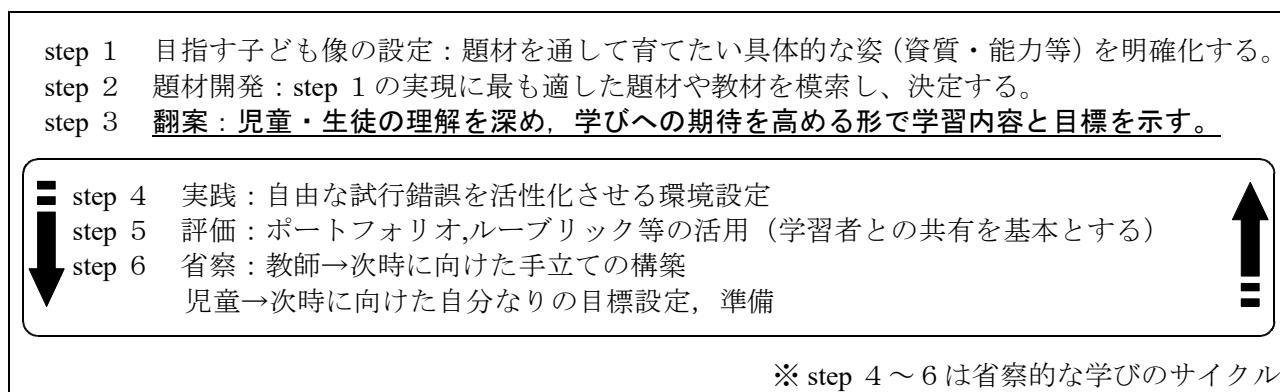 step 1 目指す子ども像の設定：題材を通して育てたい具体的な姿（資質・能力等）を明確化する。
step 2 題材開発：step 1の実現に最も適した題材や教材を模索し、決定する。
step 3 翻案：児童・生徒の理解を深め，学びへの期待を高める形で学習内容と目標を示す。
step 4 実践：自由な試行錯誤を活性化させる環境設定
step 5 評価：ポートフォリオ,ルーブリック等の活用（学習者との共有を基本とする）
step 6 省察：教師→次時に向けた手立ての構築
児童→次時に向けた自分なりの目標設定，準備
※ step 4～6は省察的な学びのサイクル